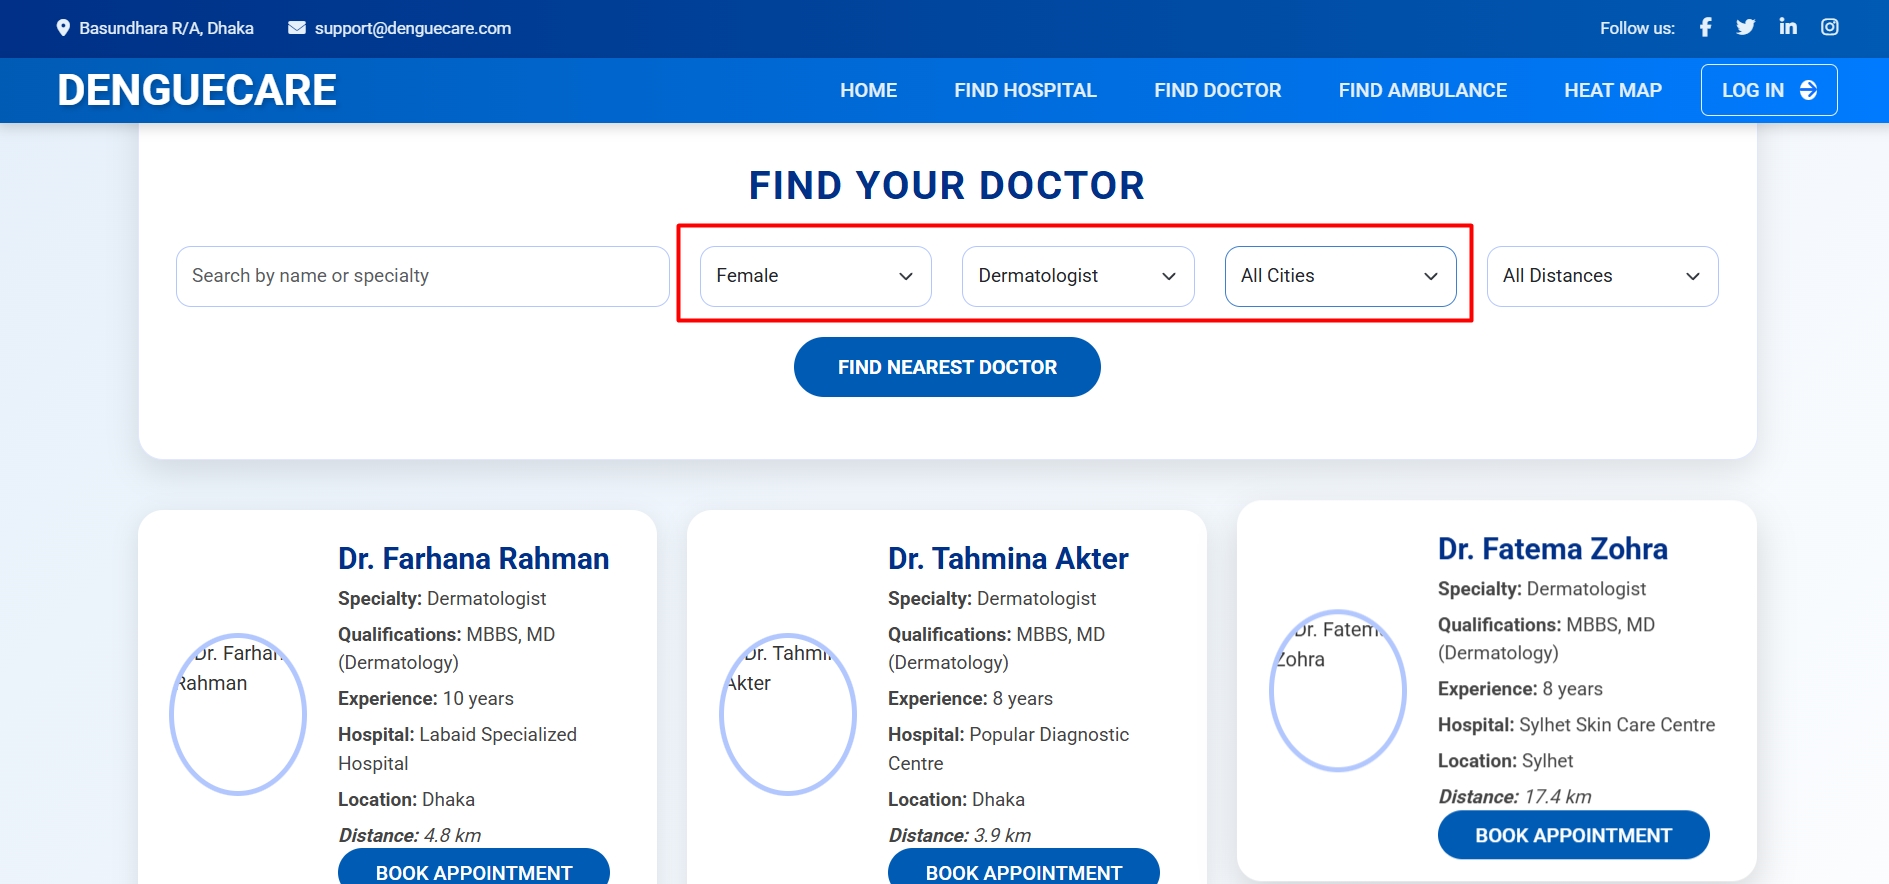 Basundhara R/A, Dhaka support@denguecare.com Follow us:
DENGUECARE HOME FIND HOSPITAL FIND DOCTOR FIND AMBULANCE HEAT MAP LOG IN
FIND YOUR DOCTOR
Search by name or specialty Female Dermatologist All Cities All Distances
FIND NEAREST DOCTOR
Dr. Farhana Rahman
Specialty: Dermatologist
Qualifications: MBBS, MD
(Dermatology)
Experience: 10 years
Hospital: Labaid Specialized
Hospital
Location: Dhaka
Distance: 4.8 km
BOOK APPOINTMENT
Dr. Farhan
Rahman
Dr. Tahmina Akter
Specialty: Dermatologist
Qualifications: MBBS, MD
(Dermatology)
Experience: 8 years
Hospital: Popular Diagnostic
Centre
Location: Dhaka
Distance: 3.9 km
BOOK APPOINTMENT
Dr. Tahmi
Akter
Dr. Fatema Zohra
Specialty: Dermatologist
Qualifications: MBBS, MD
(Dermatology)
Experience: 8 years
Hospital: Sylhet Skin Care Centre
Location: Sylhet
Distance: 17.4 km
BOOK APPOINTMENT
Dr. Fatem
Zohra